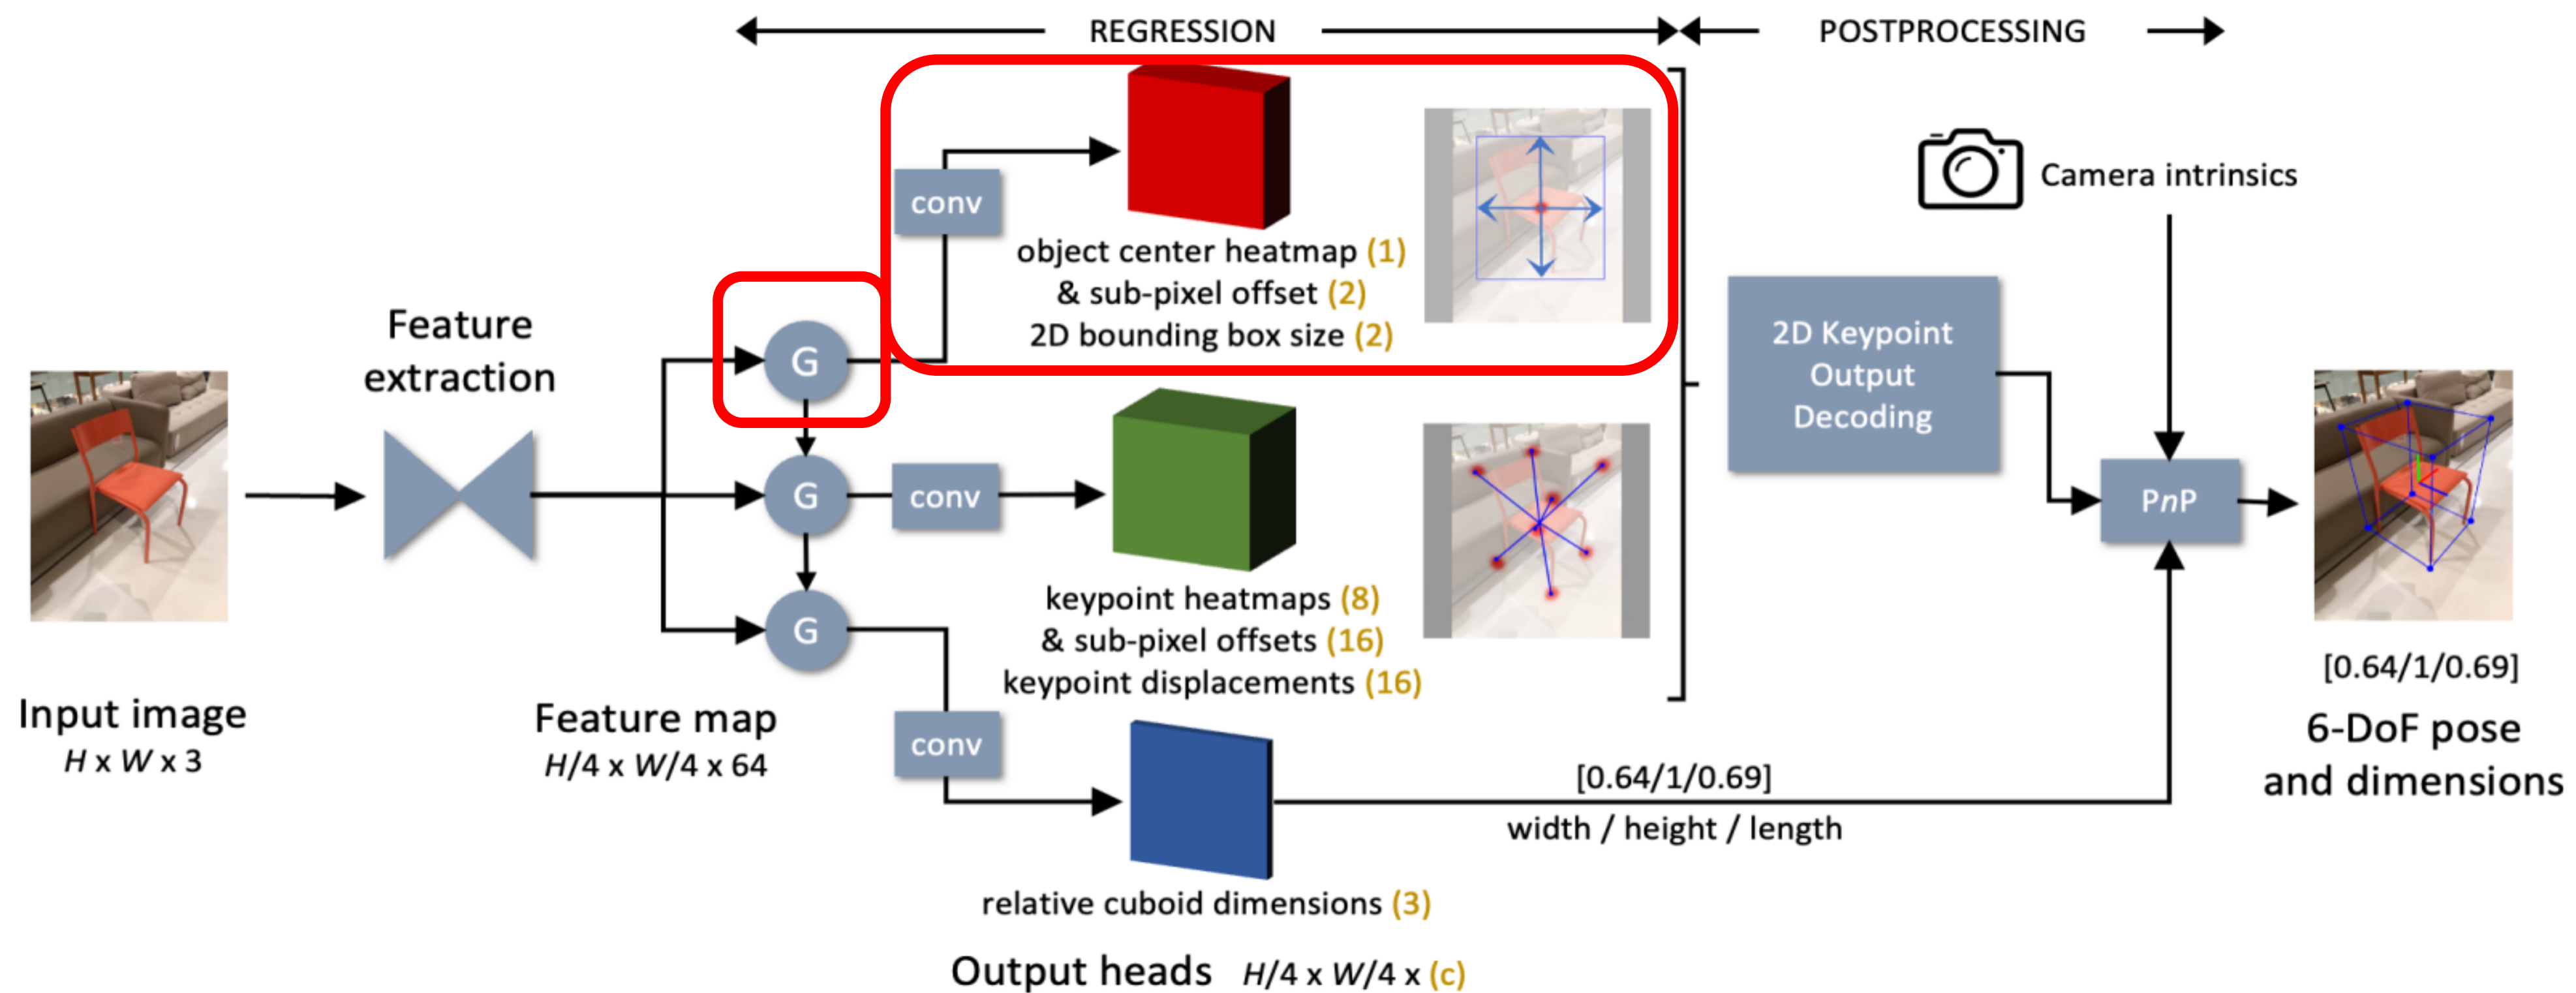 REGRESSION
POSTPROCESSING
conv
object center heatmap (1)
& sub-pixel offset (2)
2D bounding box size (2)
Camera intrinsics
Feature
extraction
G
2D Keypoint
Output
Decoding
G
conv
PnP
keypoint heatmaps (8)
& sub-pixel offsets (16)
keypoint displacements (16)
G
[0.64/1/0.69]
Input image
H x W x 3
Feature map
H/4 x W/4 x 64
conv
6-DoF pose
and dimensions
[0.64/1/0.69]
width / height / length
relative cuboid dimensions (3)
Output heads H/4 x W/4 x (c)